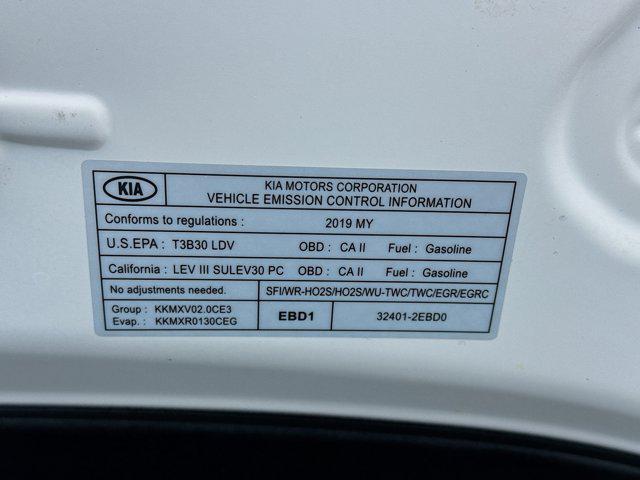 KIA
KIA MOTORS CORPORATION
VEHICLE EMISSION CONTROL INFORMATION
Conforms to regulations : 2019 MY
U.S.EPA : T3B30 LDV OBD : CA II Fuel : Gasoline
California : LEV III SULEV30 PC OBD : CA II Fuel : Gasoline
No adjustments needed. SFI/WR-HO2S/HO2S/WU-TWC/TWC/EGR/EGRC
Group : KKMXV02.0CE3
Evap. : KKMXR0130CEG
EBD1 32401-2EBD0